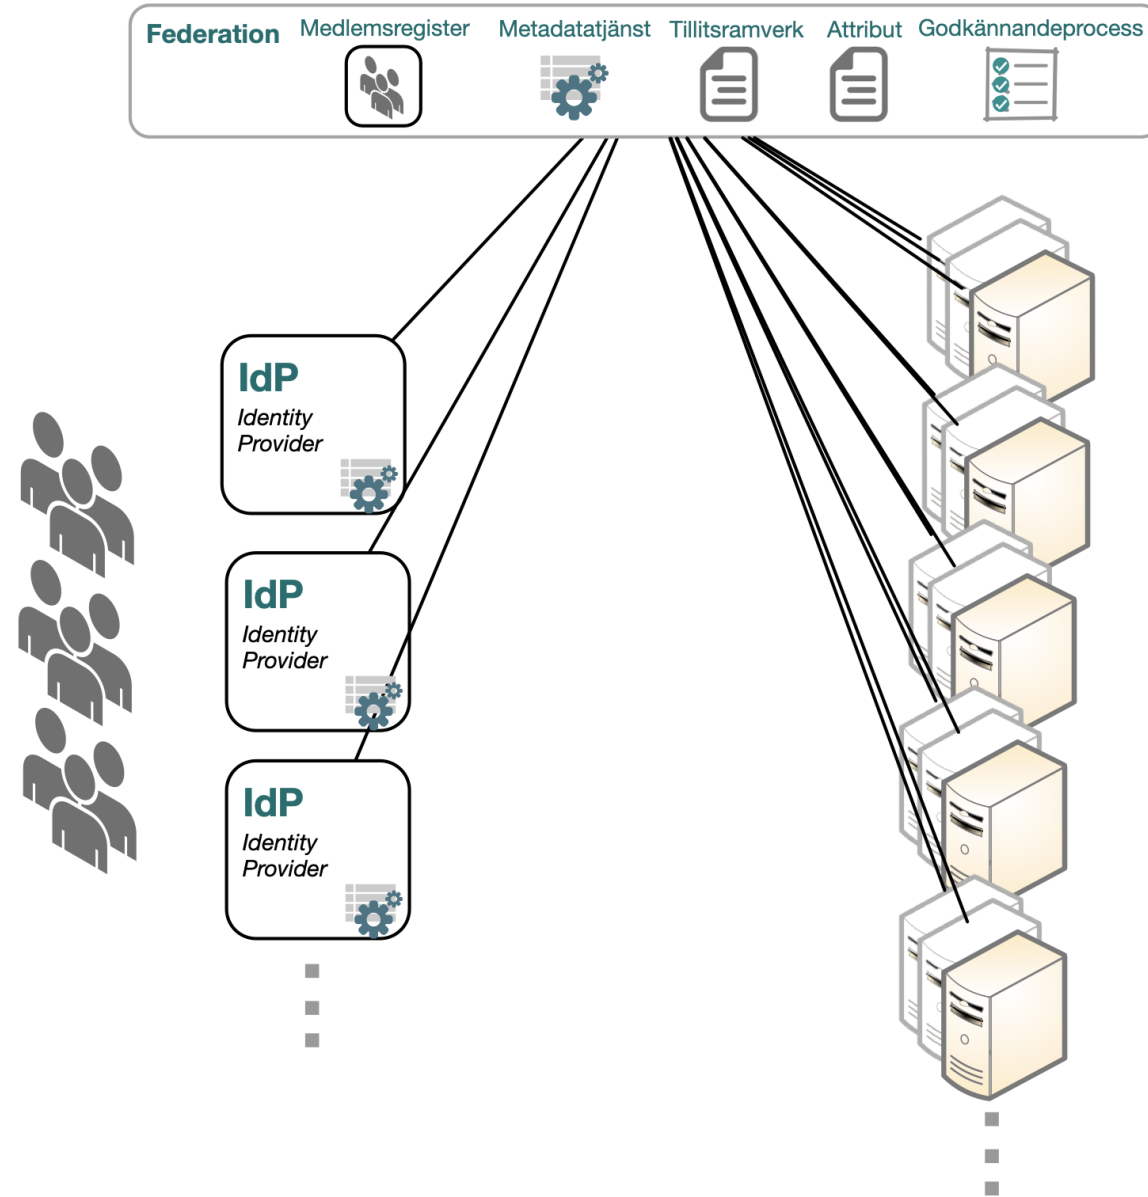 Federation
Medlemsregister
Metadatatjänst
Tillitsramverk
Attribut
Godkännandeprocess
IdP
Identity
Provider
IdP
Identity
Provider
IdP
Identity
Provider